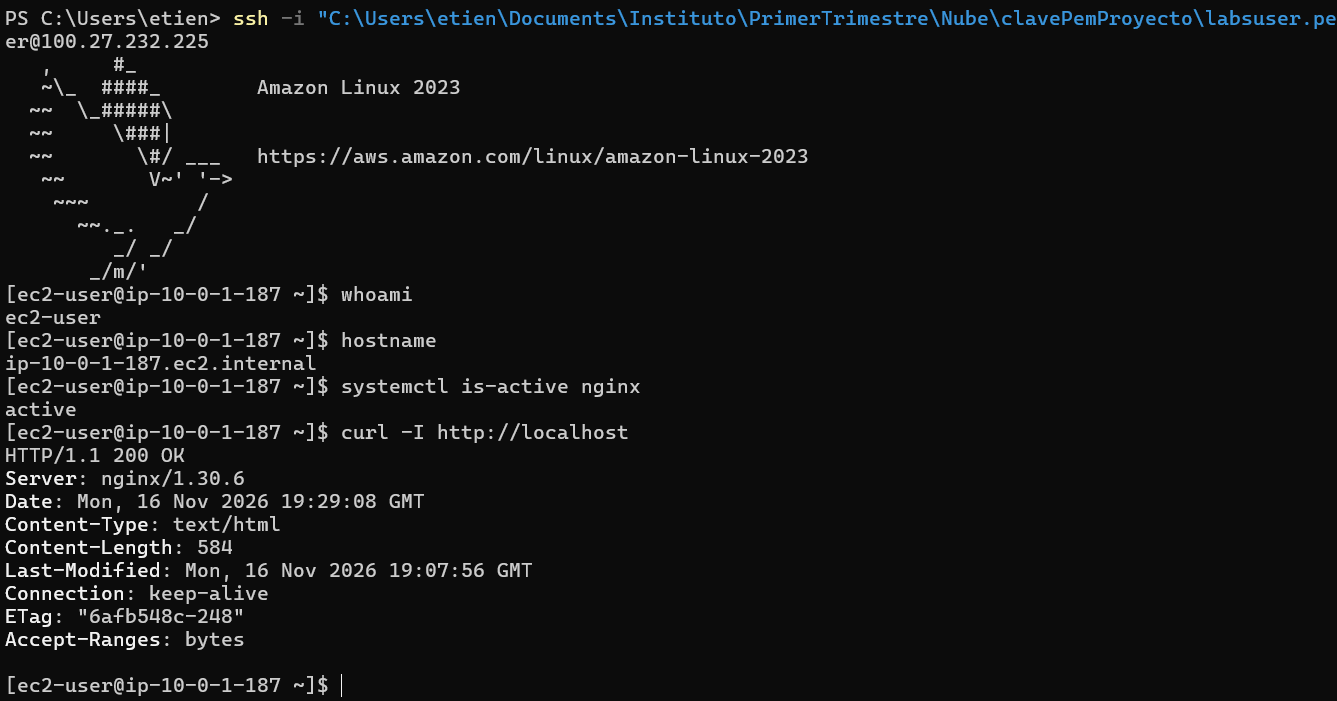 PS C:\Users\etien> ssh -i "C:\Users\etien\Documents\Instituto\PrimerTrimestre\Nube\clavePemProyecto\labsuser.pe
er@100.27.232.225
   ,     #_
   ~\_  ####_        Amazon Linux 2023
  ~~  \_#####\
  ~~     \###|
  ~~       \#/ ___   https://aws.amazon.com/linux/amazon-linux-2023
   ~~       V~' '->
    ~~~         /
      ~~._.   _/
         _/ _/
       _/m/'
[ec2-user@ip-10-0-1-187 ~]$ whoami
ec2-user
[ec2-user@ip-10-0-1-187 ~]$ hostname
ip-10-0-1-187.ec2.internal
[ec2-user@ip-10-0-1-187 ~]$ systemctl is-active nginx
active
[ec2-user@ip-10-0-1-187 ~]$ curl -I http://localhost
HTTP/1.1 200 OK
Server: nginx/1.30.6
Date: Mon, 16 Nov 2026 19:29:08 GMT
Content-Type: text/html
Content-Length: 584
Last-Modified: Mon, 16 Nov 2026 19:07:56 GMT
Connection: keep-alive
ETag: "6afb548c-248"
Accept-Ranges: bytes
[ec2-user@ip-10-0-1-187 ~]$